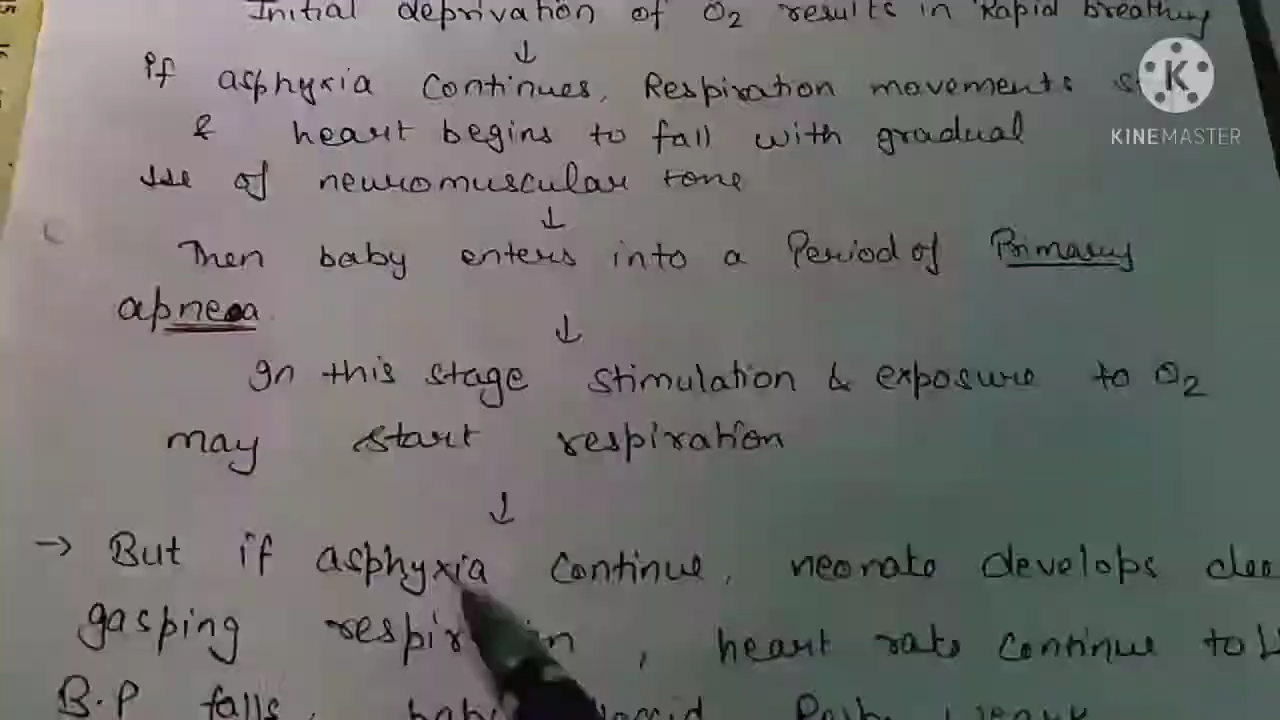 Initial deprivation of O2 results in Rapid breathing
↓
if asphyxia continues, Respiration movements
& heart begins to fall with gradual
↓se of neuromuscular tone
↓
Then baby enters into a Period of Primary
apnea
↓
In this stage stimulation & exposure to O2
may start respiration
↓
→ But if asphyxia continue, neonate develops
gasping , heart rate continue to
B.P falls,
KINEMASTER